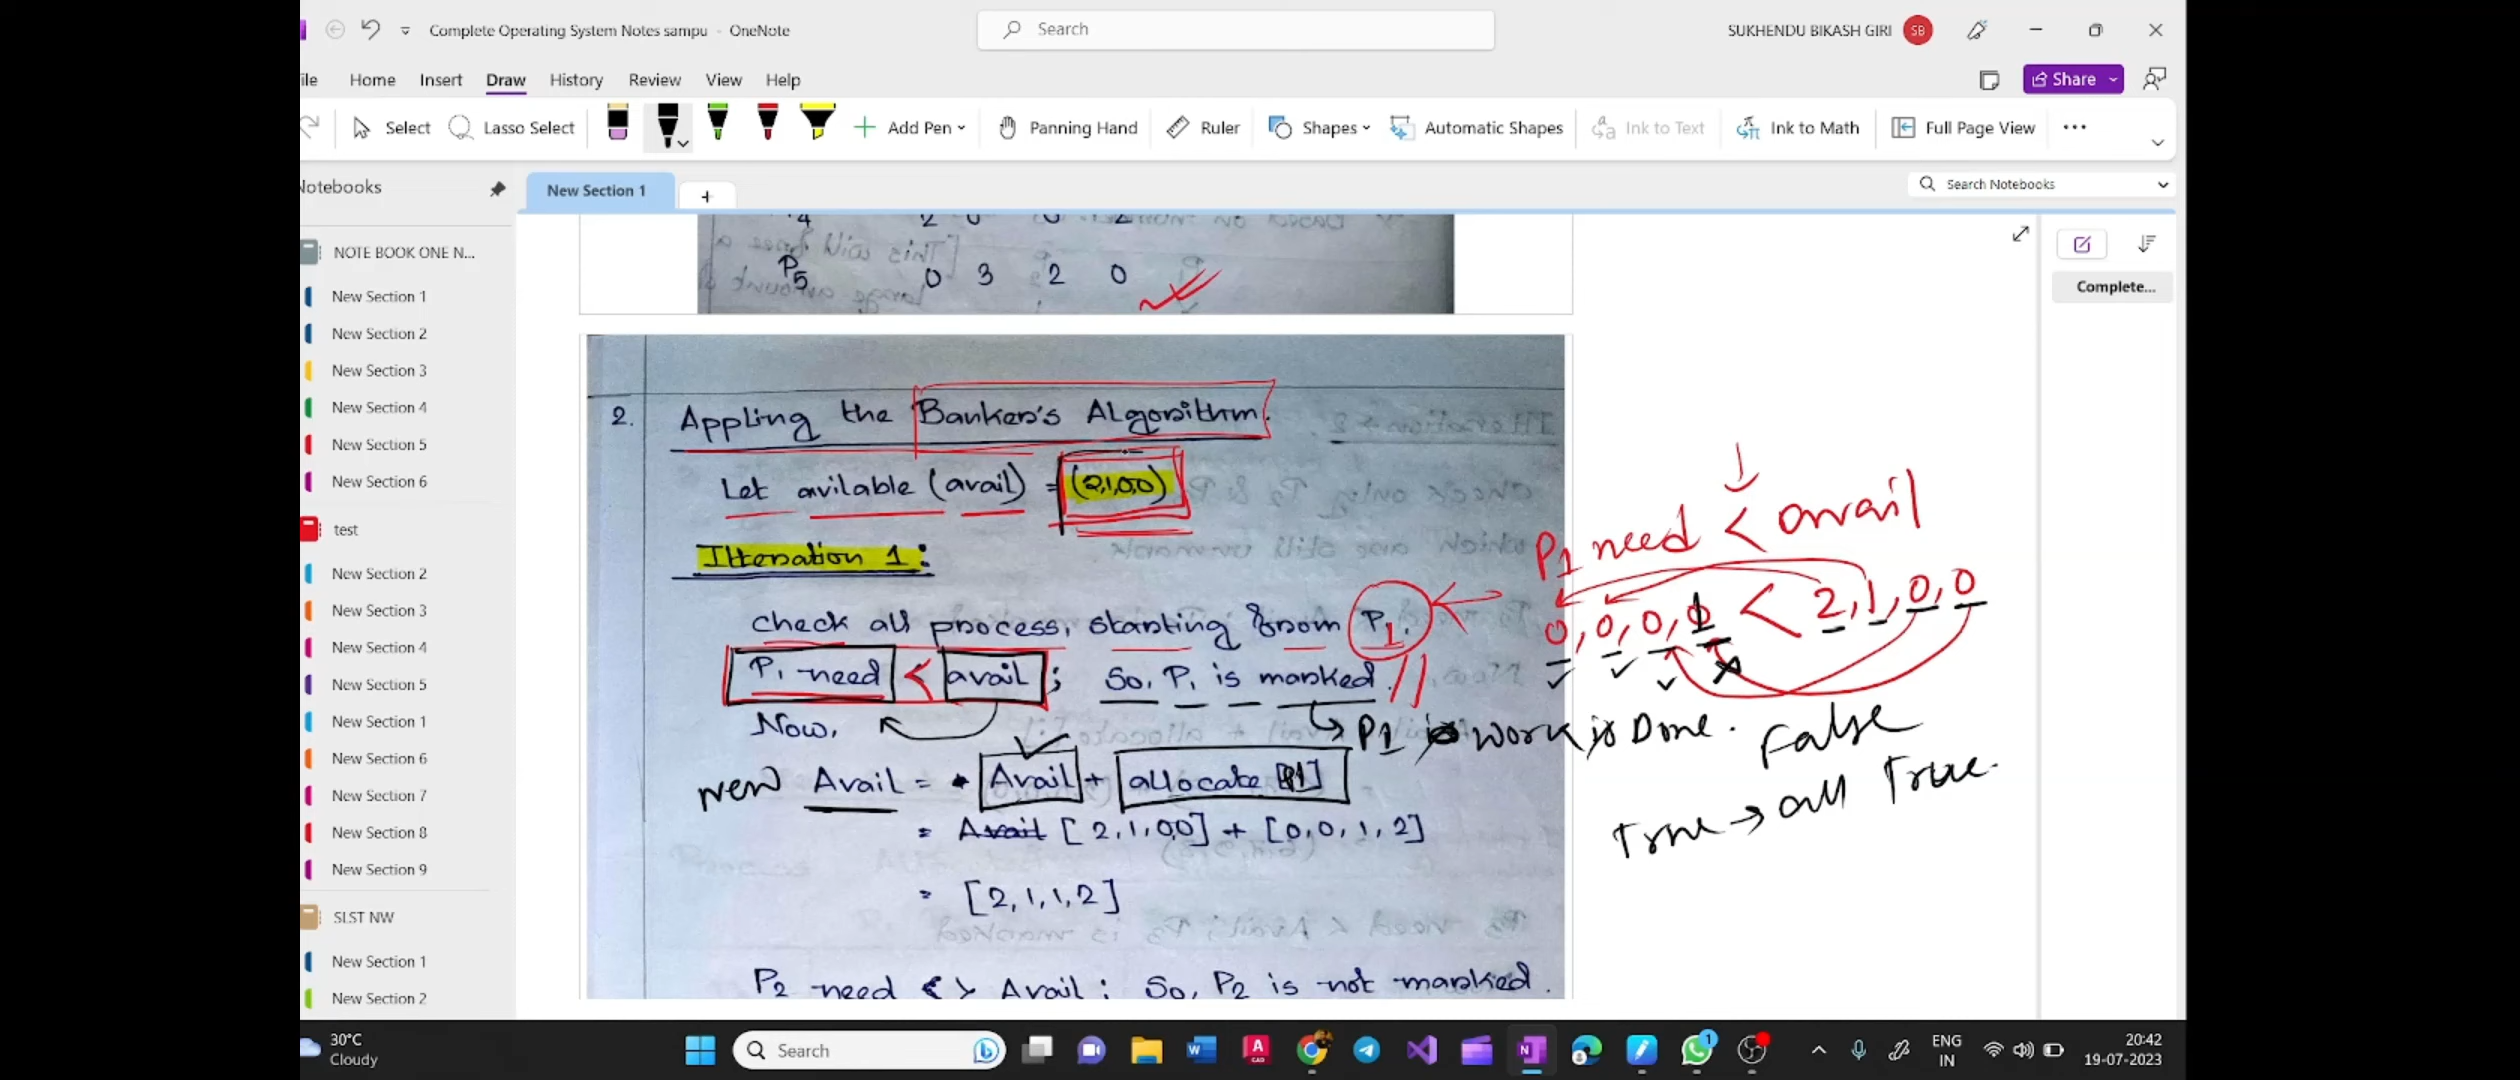 Complete Operating System Notes sampu - OneNote
Search
SUKHENDU BIKASH GIRI SB
ile Home Insert Draw History Review View Help
Share
Select Lasso Select Add Pen Panning Hand Ruler Shapes Automatic Shapes Ink to Text Ink to Math Full Page View
Notebooks
New Section 1 +
Search Notebooks
NOTE BOOK ONE N...
New Section 1
New Section 2
New Section 3
New Section 4
New Section 5
New Section 6
test
New Section 2
New Section 3
New Section 4
New Section 5
New Section 1
New Section 6
New Section 7
New Section 8
New Section 9
SLST NW
New Section 1
New Section 2
Complete...
P5 0 3 2 0
2. Appling the Banker's Algorithm.
Let avilable (avail) = (2,1,0,0)
Itteration 1:
check all process, starting from P1.
P1 need < avail; So, P1 is marked.
Now,
P1 work is Done.
new Avail = Avail + allocate [P1]
= Avail [2,1,0,0] + [0,0,1,2]
= [2,1,1,2]
P2 need < > Avail; So, P2 is not marked.
P1 need < avail
0, 0, 0, 1 < 2, 1, 0, 0
False
True → all True.
30°C
Cloudy
Search
ENG
IN
20:42
19-07-2023